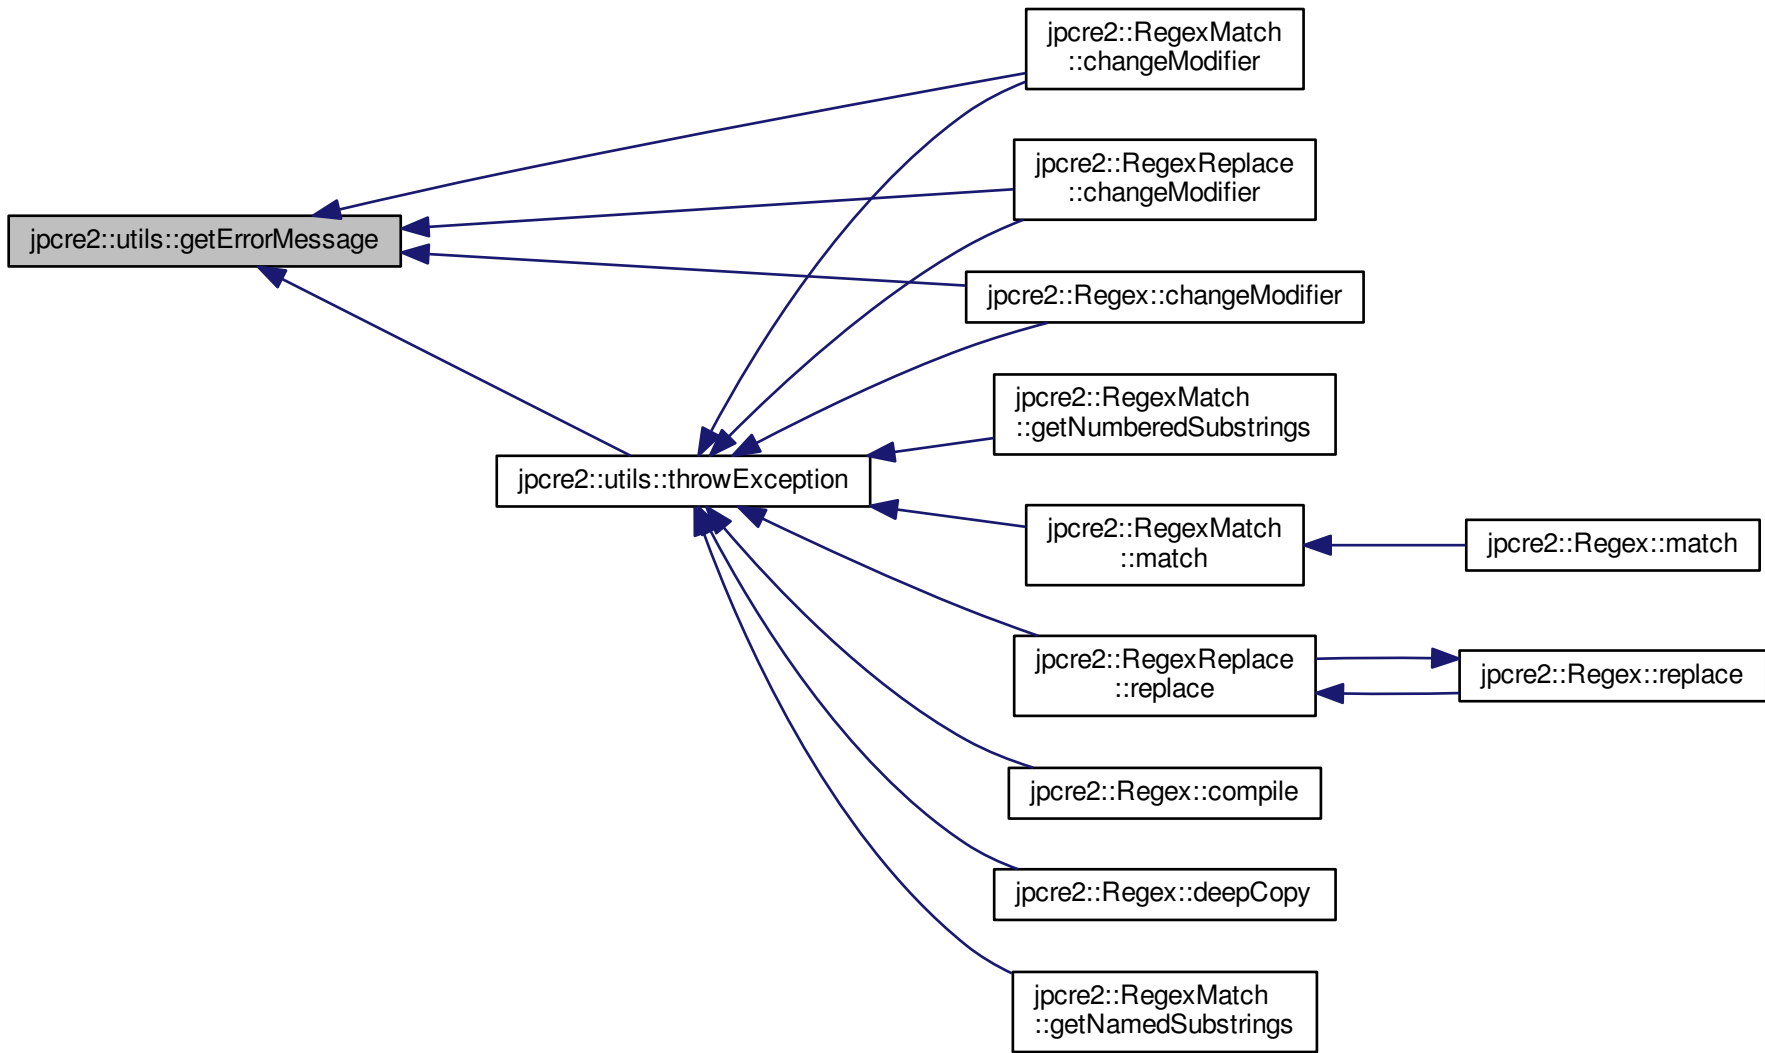 jpcre2::RegexMatch
::changeModifier
jpcre2::RegexReplace
::changeModifier
jpcre2::utils::getErrorMessage
jpcre2::Regex::changeModifier
jpcre2::RegexMatch
::getNumberedSubstrings
jpcre2::utils::throwException
jpcre2::RegexMatch
::match
jpcre2::Regex::match
jpcre2::RegexReplace
::replace
jpcre2::Regex::replace
jpcre2::Regex::compile
jpcre2::Regex::deepCopy
jpcre2::RegexMatch
::getNamedSubstrings